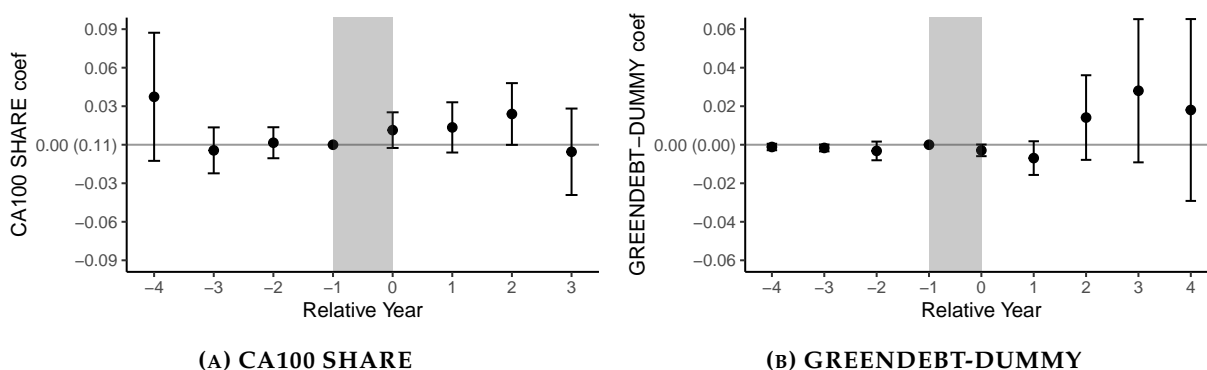 CA100 SHARE coef
0.09
0.06
0.03
0.00 (0.11)
−0.03
−0.06
−0.09
−4 −3 −2 −1 0 1 2 3
Relative Year
(A) CA100 SHARE
GREENDEBT−DUMMY coef
0.06
0.04
0.02
0.00 (0.00)
−0.02
−0.04
−0.06
−4 −3 −2 −1 0 1 2 3 4
Relative Year
(B) GREENDEBT-DUMMY